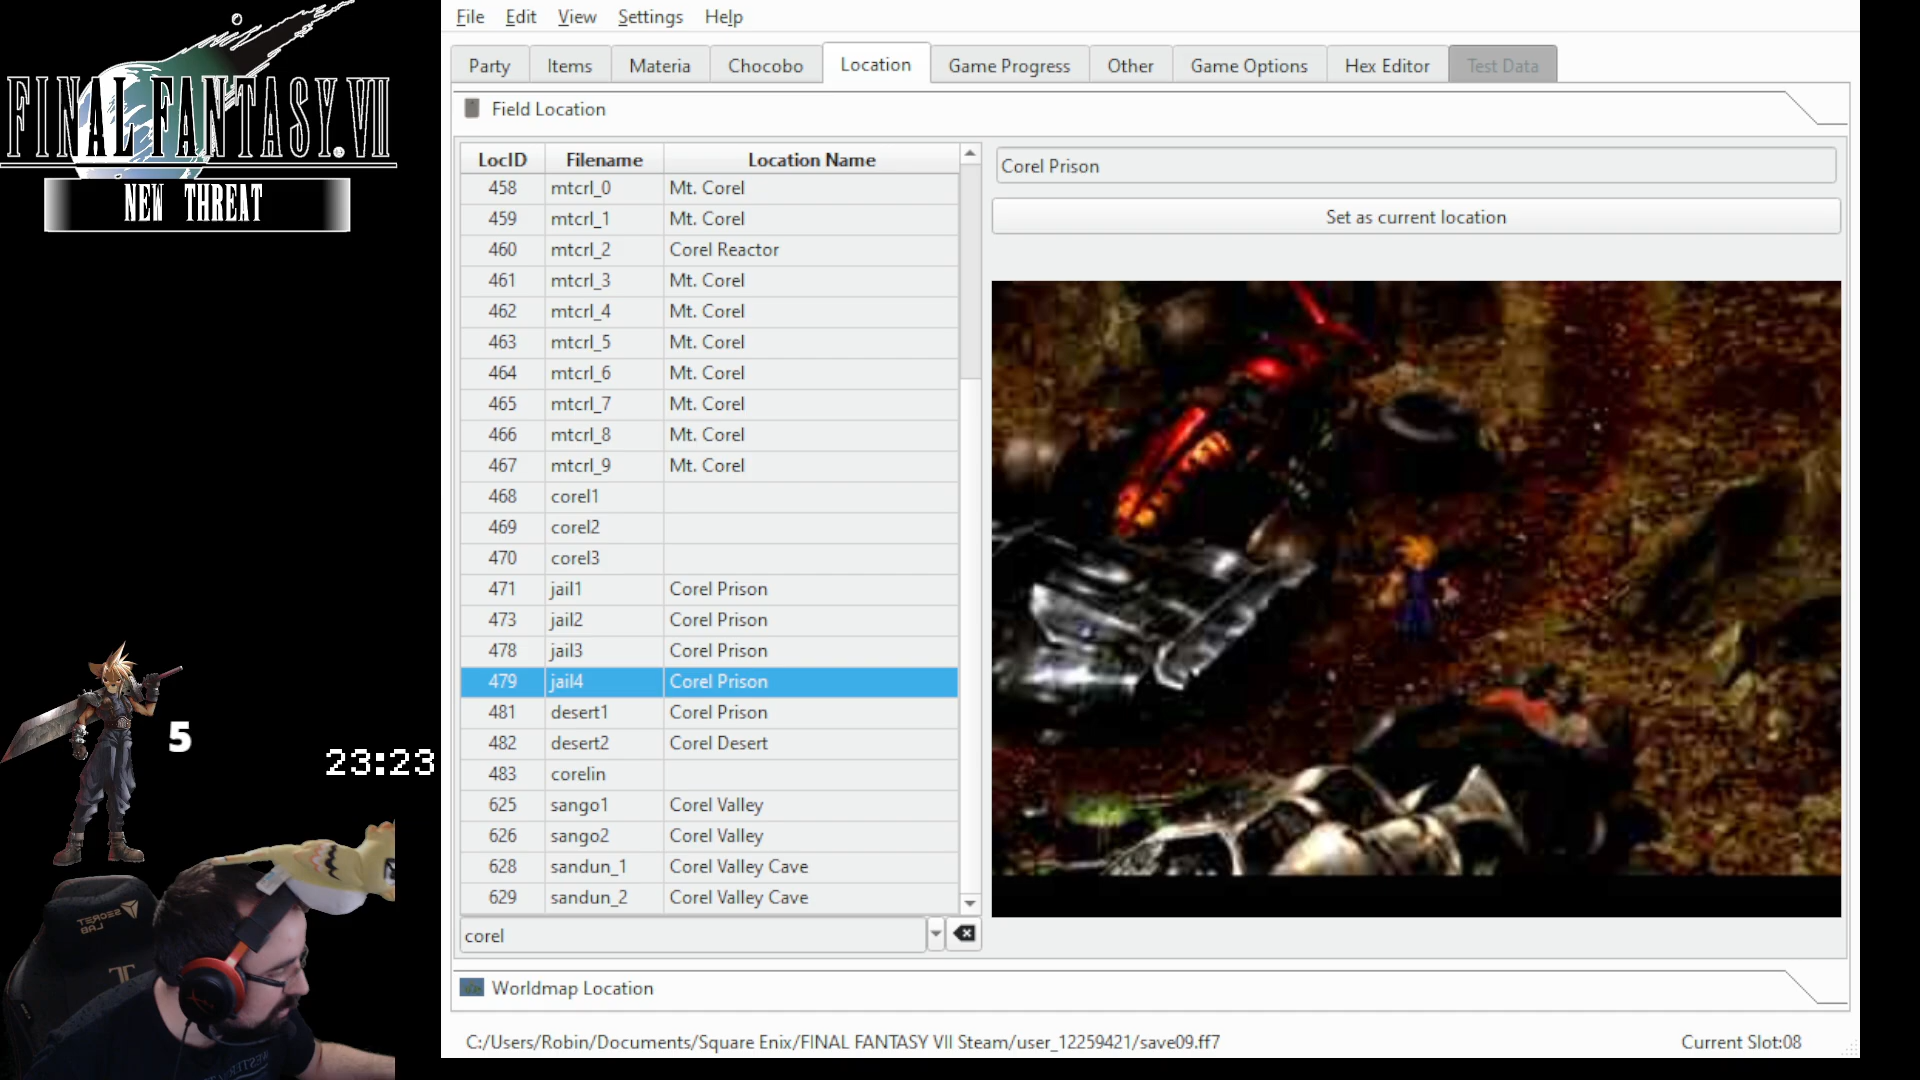 FINAL FANTASY.VII
NEW THREAT
5
23:23
SECRET
LAB
File Edit View Settings Help
Party Items Materia Chocobo Location Game Progress Other Game Options Hex Editor Test Data
Field Location
LocID Filename Location Name
458 mtcrl_0 Mt. Corel
459 mtcrl_1 Mt. Corel
460 mtcrl_2 Corel Reactor
461 mtcrl_3 Mt. Corel
462 mtcrl_4 Mt. Corel
463 mtcrl_5 Mt. Corel
464 mtcrl_6 Mt. Corel
465 mtcrl_7 Mt. Corel
466 mtcrl_8 Mt. Corel
467 mtcrl_9 Mt. Corel
468 corel1
469 corel2
470 corel3
471 jail1 Corel Prison
473 jail2 Corel Prison
478 jail3 Corel Prison
479 jail4 Corel Prison
481 desert1 Corel Prison
482 desert2 Corel Desert
483 corelin
625 sango1 Corel Valley
626 sango2 Corel Valley
628 sandun_1 Corel Valley Cave
629 sandun_2 Corel Valley Cave
corel
Corel Prison
Set as current location
Worldmap Location
C:/Users/Robin/Documents/Square Enix/FINAL FANTASY VII Steam/user_12259421/save09.ff7
Current Slot:08